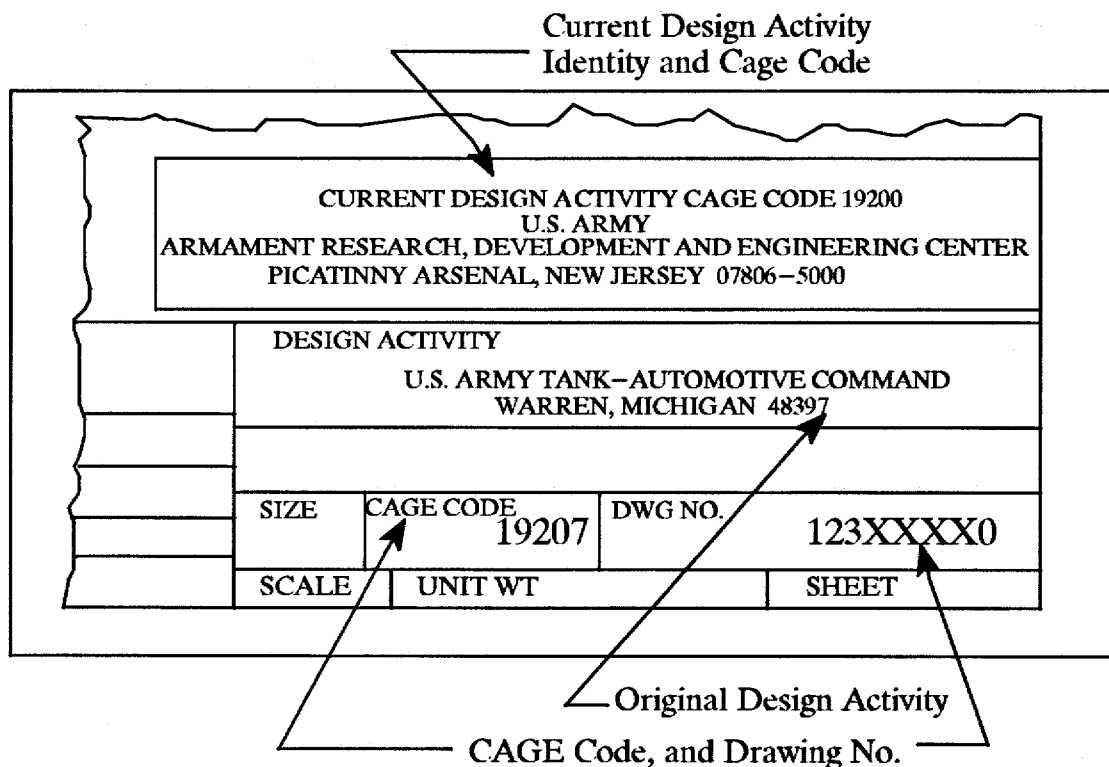 Current Design Activity
Identity and Cage Code
CURRENT DESIGN ACTIVITY CAGE CODE 19200
U.S. ARMY
ARMAMENT RESEARCH, DEVELOPMENT AND ENGINEERING CENTER
PICATINNY ARSENAL, NEW JERSEY 07806–5000
DESIGN ACTIVITY
U.S. ARMY TANK–AUTOMOTIVE COMMAND
WARREN, MICHIGAN 48397
SIZE CAGE CODE DWG NO.
19207 123XXXX0
SCALE UNIT WT SHEET
Original Design Activity
CAGE Code, and Drawing No.